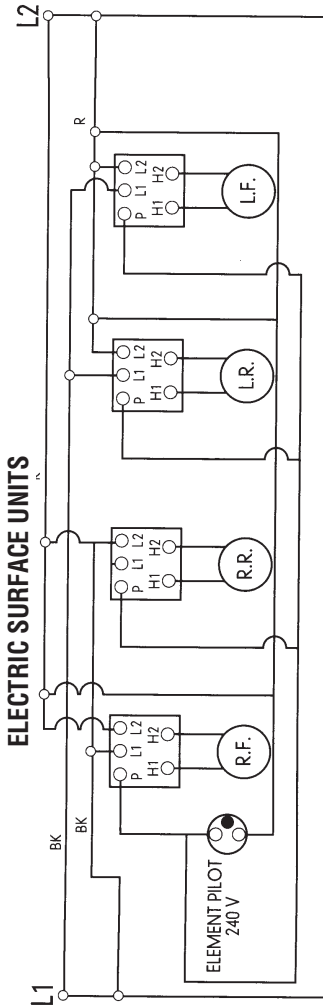 ELECTRIC SURFACE UNITS
L1
L2
BK
BK
R
P L1 L2
H1 H2
R.F.
P L1 L2
H1 H2
R.R.
P L1 L2
H1 H2
L.R.
P L1 L2
H1 H2
L.F.
ELEMENT PILOT
240 V